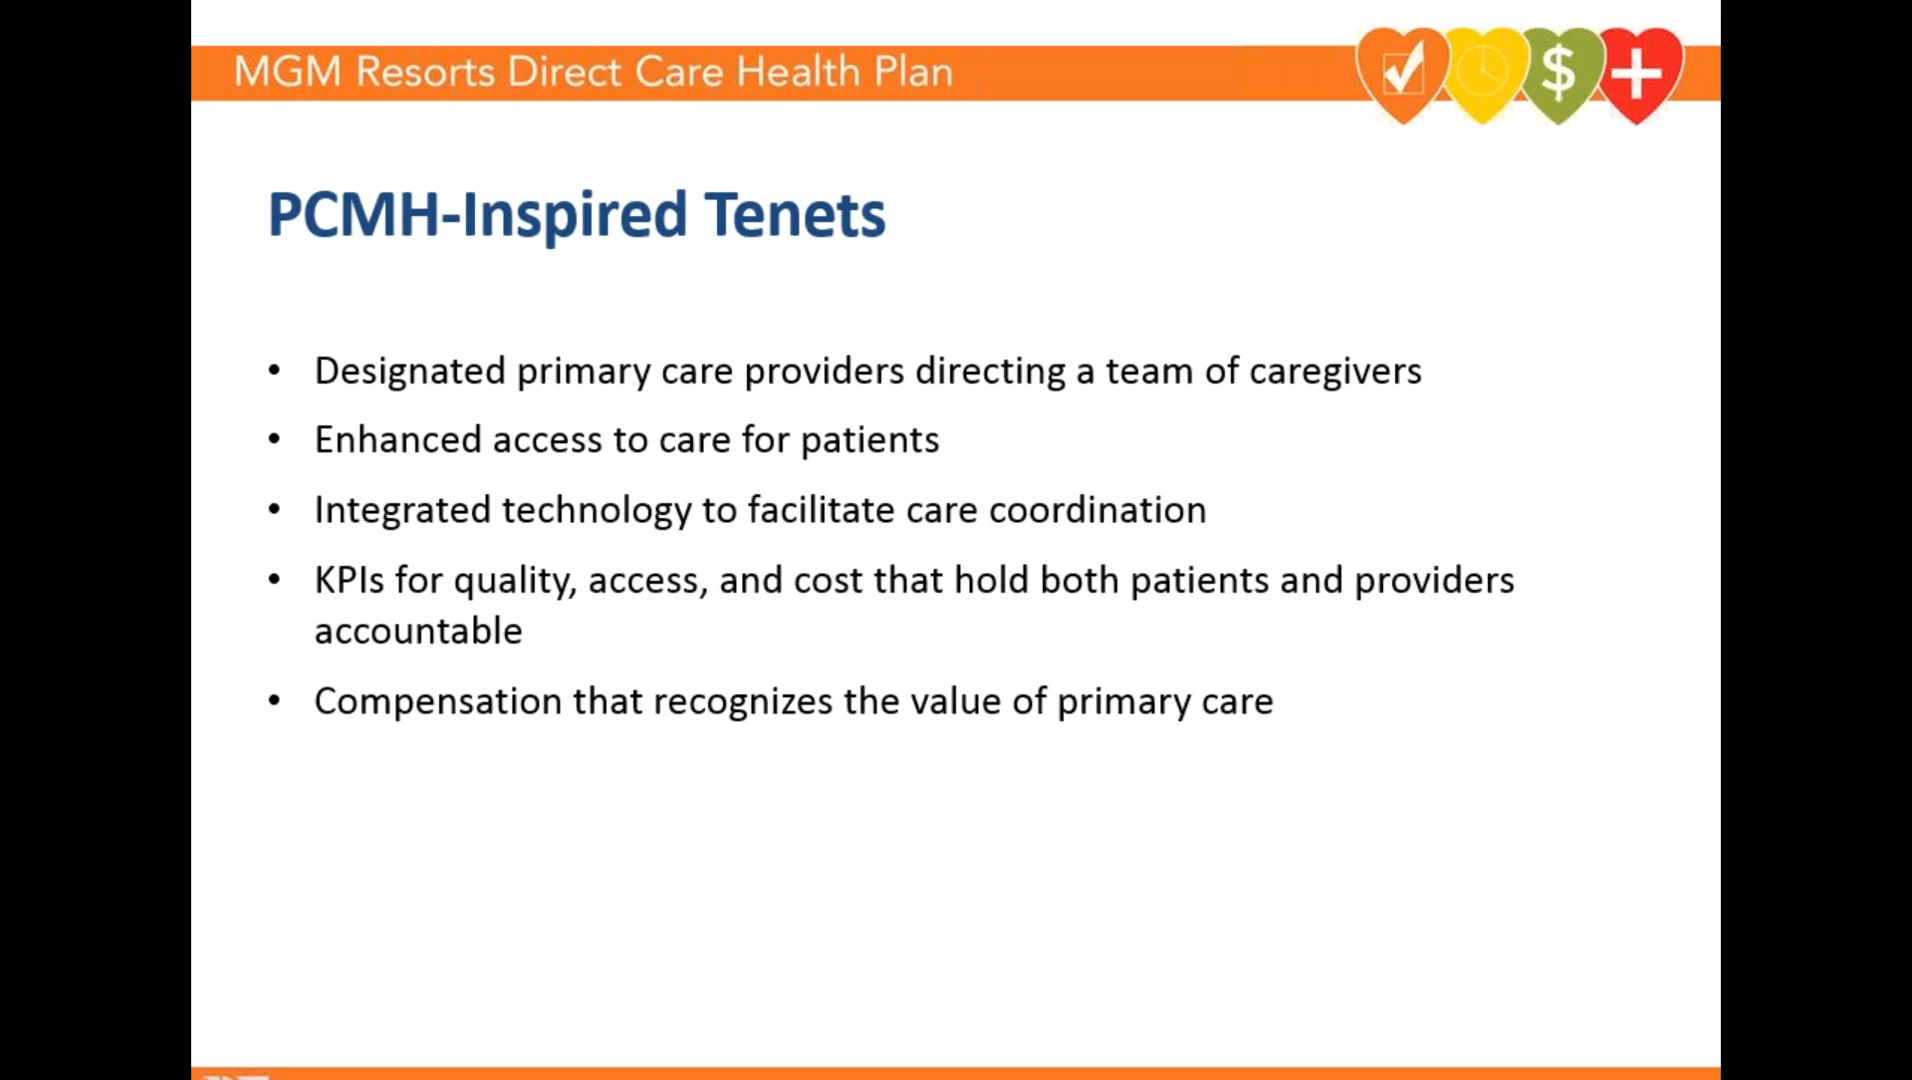 MGM Resorts Direct Care Health Plan
$
PCMH-Inspired Tenets
• Designated primary care providers directing a team of caregivers
• Enhanced access to care for patients
• Integrated technology to facilitate care coordination
• KPIs for quality, access, and cost that hold both patients and providers
accountable
• Compensation that recognizes the value of primary care